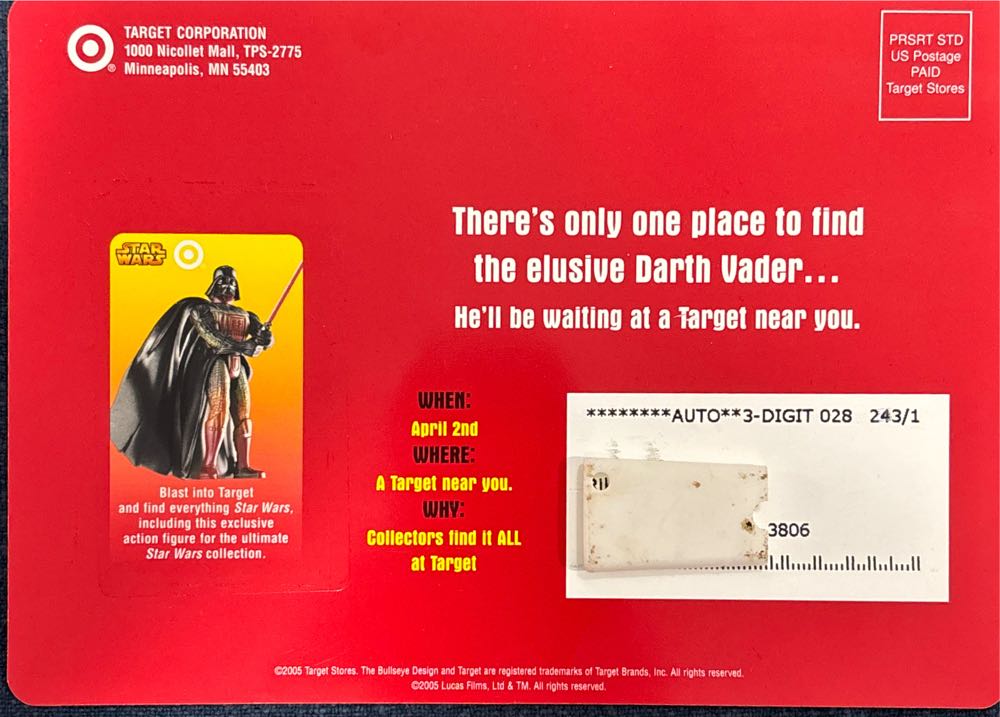 TARGET CORPORATION
1000 Nicollet Mall, TPS-2775
Minneapolis, MN 55403
PRSRT STD
US Postage
PAID
Target Stores
There's only one place to find
the elusive Darth Vader...
He'll be waiting at a Target near you.
STAR
WARS
Blast into Target
and find everything Star Wars,
including this exclusive
action figure for the ultimate
Star Wars collection.
WHEN:
April 2nd
WHERE:
A Target near you.
WHY:
Collectors find it ALL
at Target
********AUTO**3-DIGIT 028 243/1
3806
©2005 Target Stores. The Bullseye Design and Target are registered trademarks of Target Brands, Inc. All rights reserved.
©2005 Lucas Films, Ltd & TM. All rights reserved.